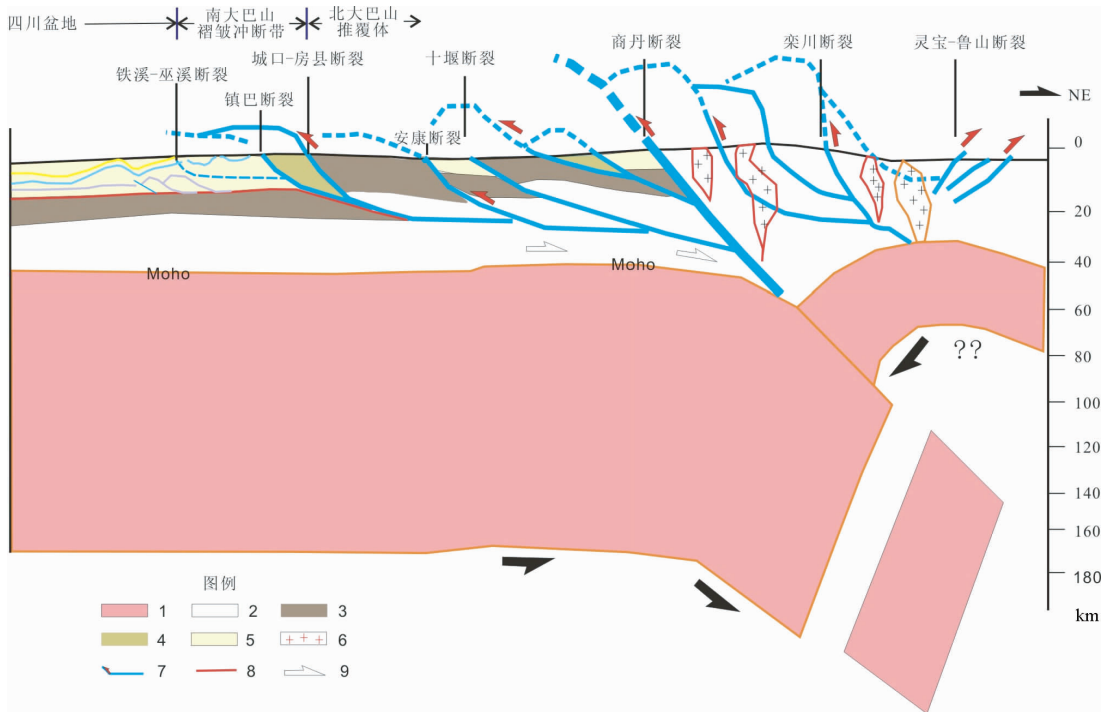 四川盆地
南大巴山
褶皱冲断带
北大巴山
推覆体
铁溪-巫溪断裂
镇巴断裂
城口-房县断裂
安康断裂
十堰断裂
商丹断裂
栾川断裂
灵宝-鲁山断裂
NE
0
20
40
60
80
100
120
140
160
180
km
Moho
Moho
??
图例
1 2 3
4 5 6
7 8 9